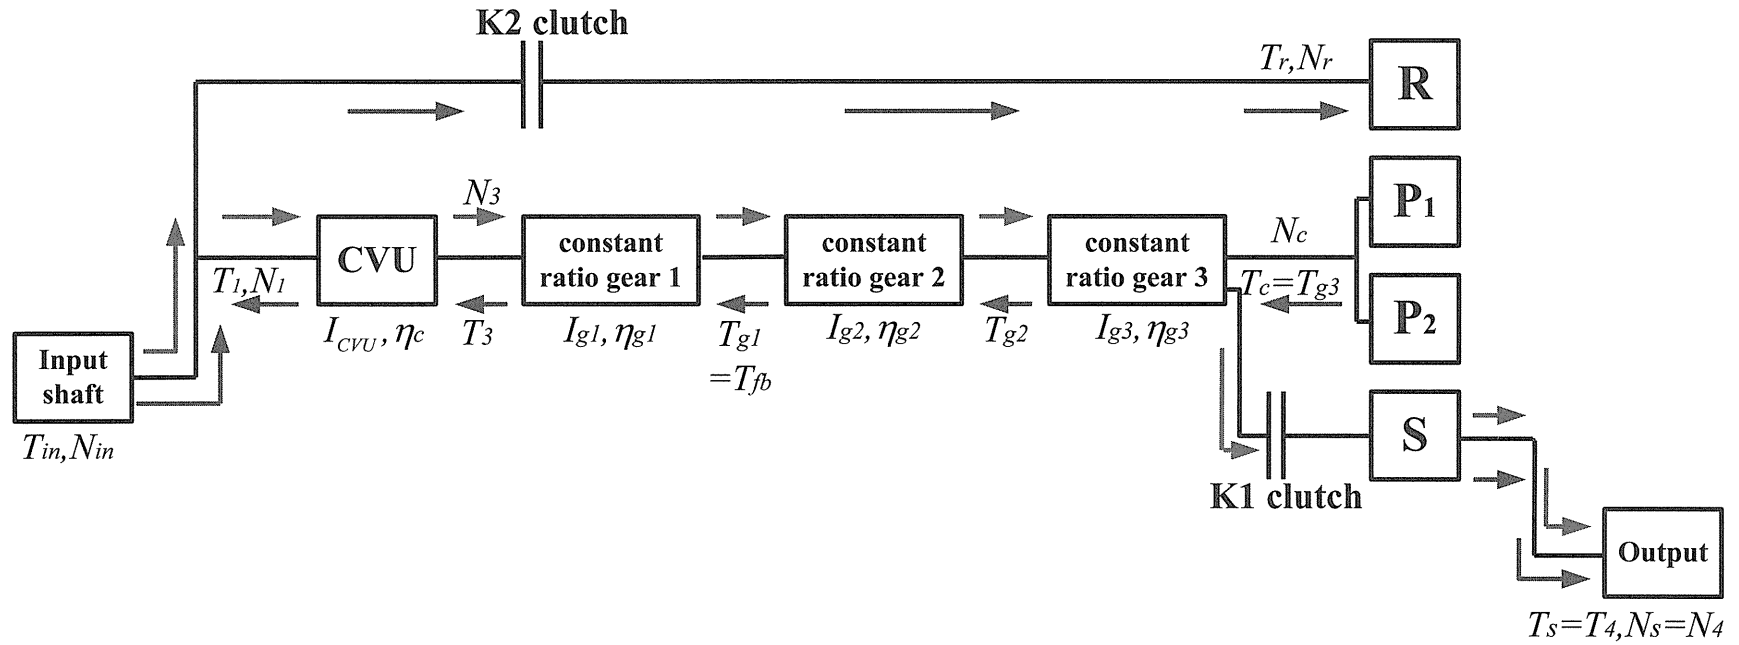 K2 clutch
Tr,Nr
R
N3
P1
CVU
constant
ratio gear 1
constant
ratio gear 2
constant
ratio gear 3
Nc
T1,N1
Tc=Tg3
P2
ICVU, ηc
T3
Ig1, ηg1
Tg1
=Tfb
Ig2, ηg2
Tg2
Ig3, ηg3
Input
shaft
Tin,Nin
S
K1 clutch
Output
Ts=T4,Ns=N4